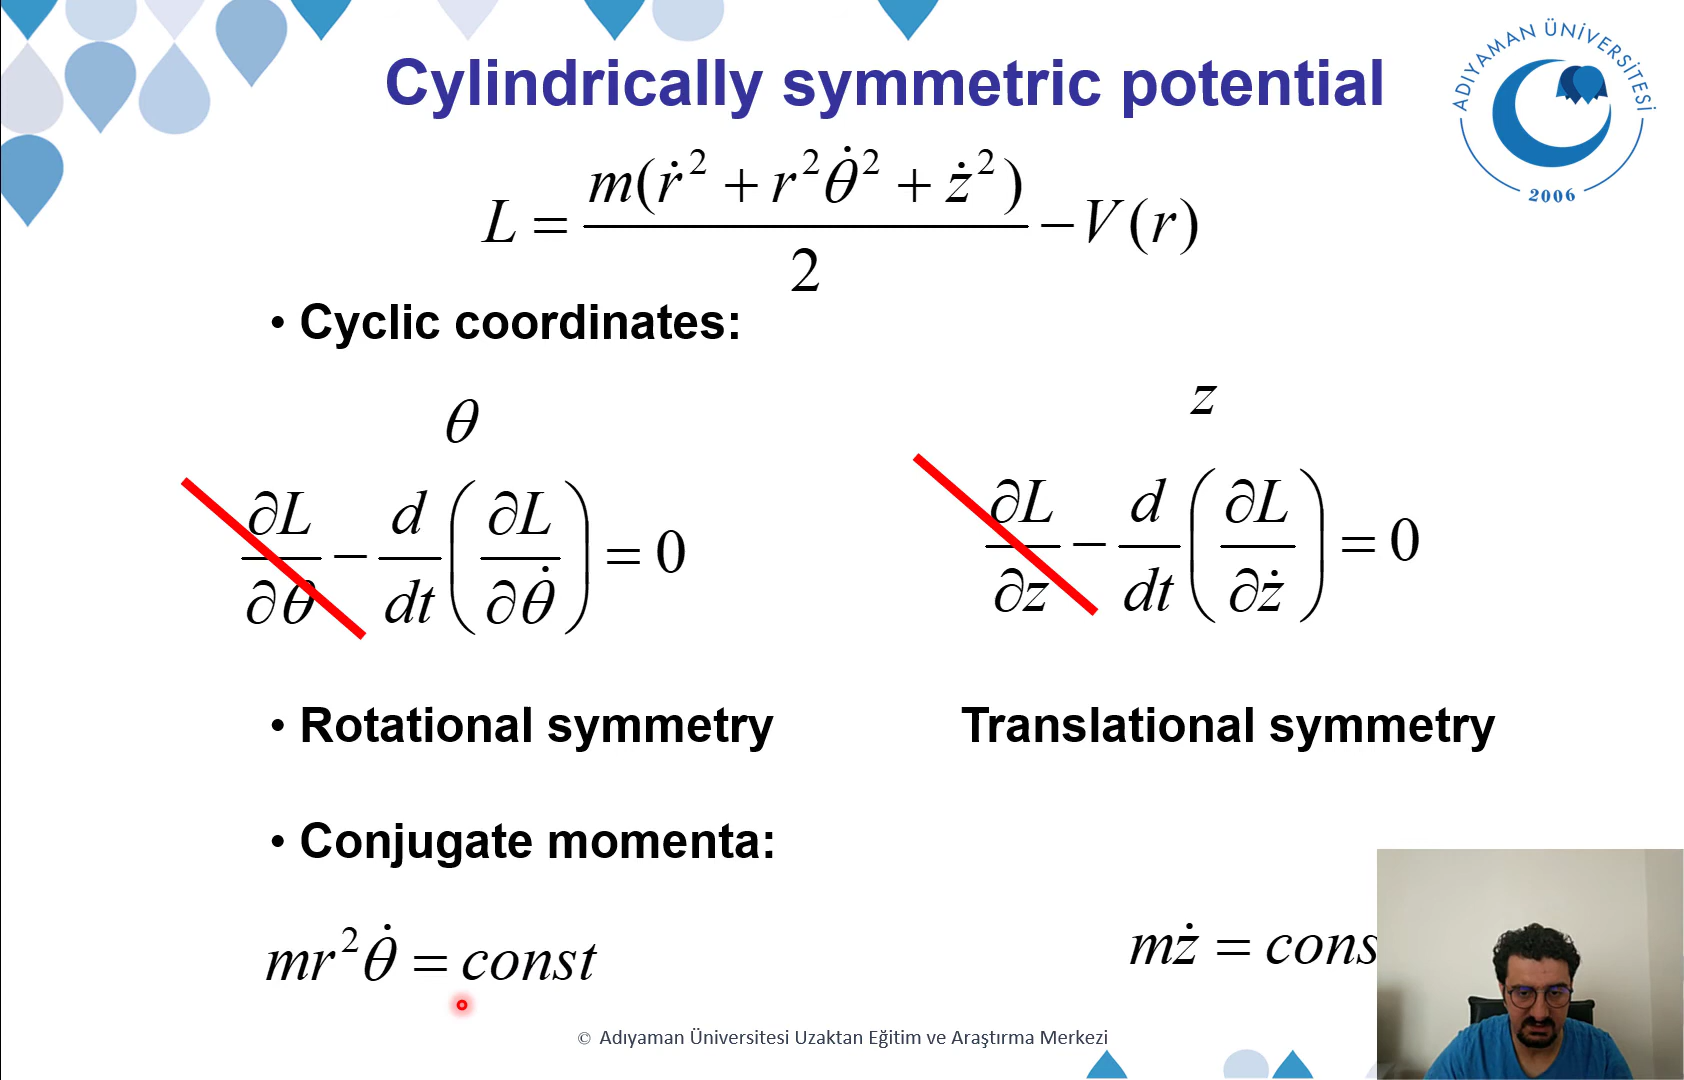 Cylindrically symmetric potential
ADIYAMAN ÜNİVERSİTESİ
2006
L = m(ṙ² + r²θ̇² + ż²) / 2 − V(r)
• Cyclic coordinates:
θ z
∂L/∂θ − d/dt (∂L/∂θ̇) = 0 ∂L/∂z − d/dt (∂L/∂ż) = 0
• Rotational symmetry Translational symmetry
• Conjugate momenta:
mr²θ̇ = const mż = cons
© Adıyaman Üniversitesi Uzaktan Eğitim ve Araştırma Merkezi